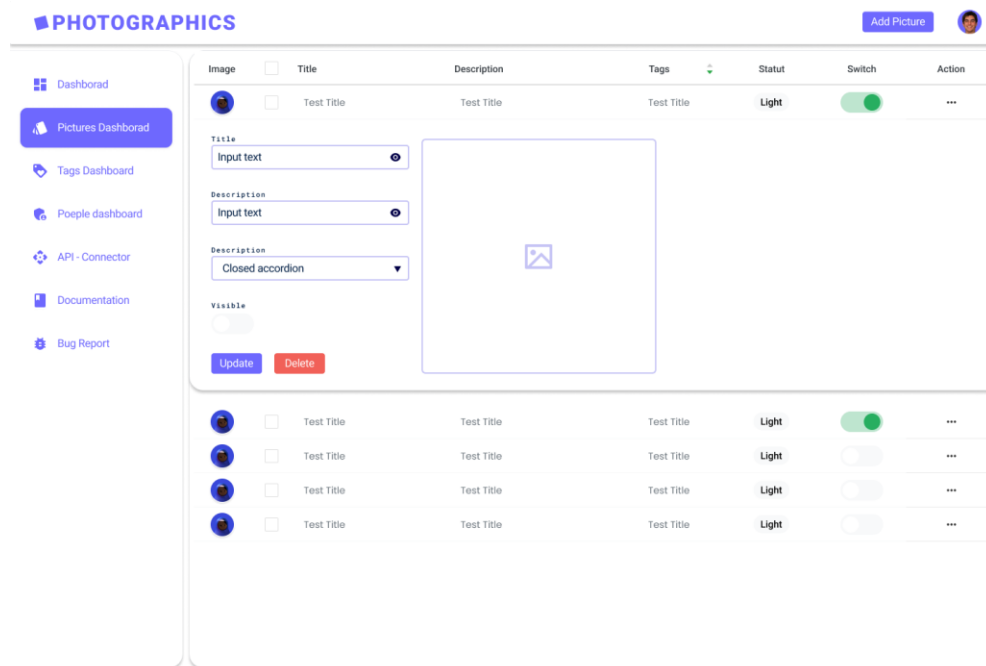 PHOTOGRAPHICS
Add Picture
Dashborad
Pictures Dashborad
Tags Dashboard
Poeple dashboard
API - Connector
Documentation
Bug Report
Image Title Description Tags Statut Switch Action
Test Title Test Title Test Title Light ...
Title
Input text
Description
Input text
Description
Closed accordion
Visible
Update Delete
Test Title Test Title Test Title Light ...
Test Title Test Title Test Title Light ...
Test Title Test Title Test Title Light ...
Test Title Test Title Test Title Light ...